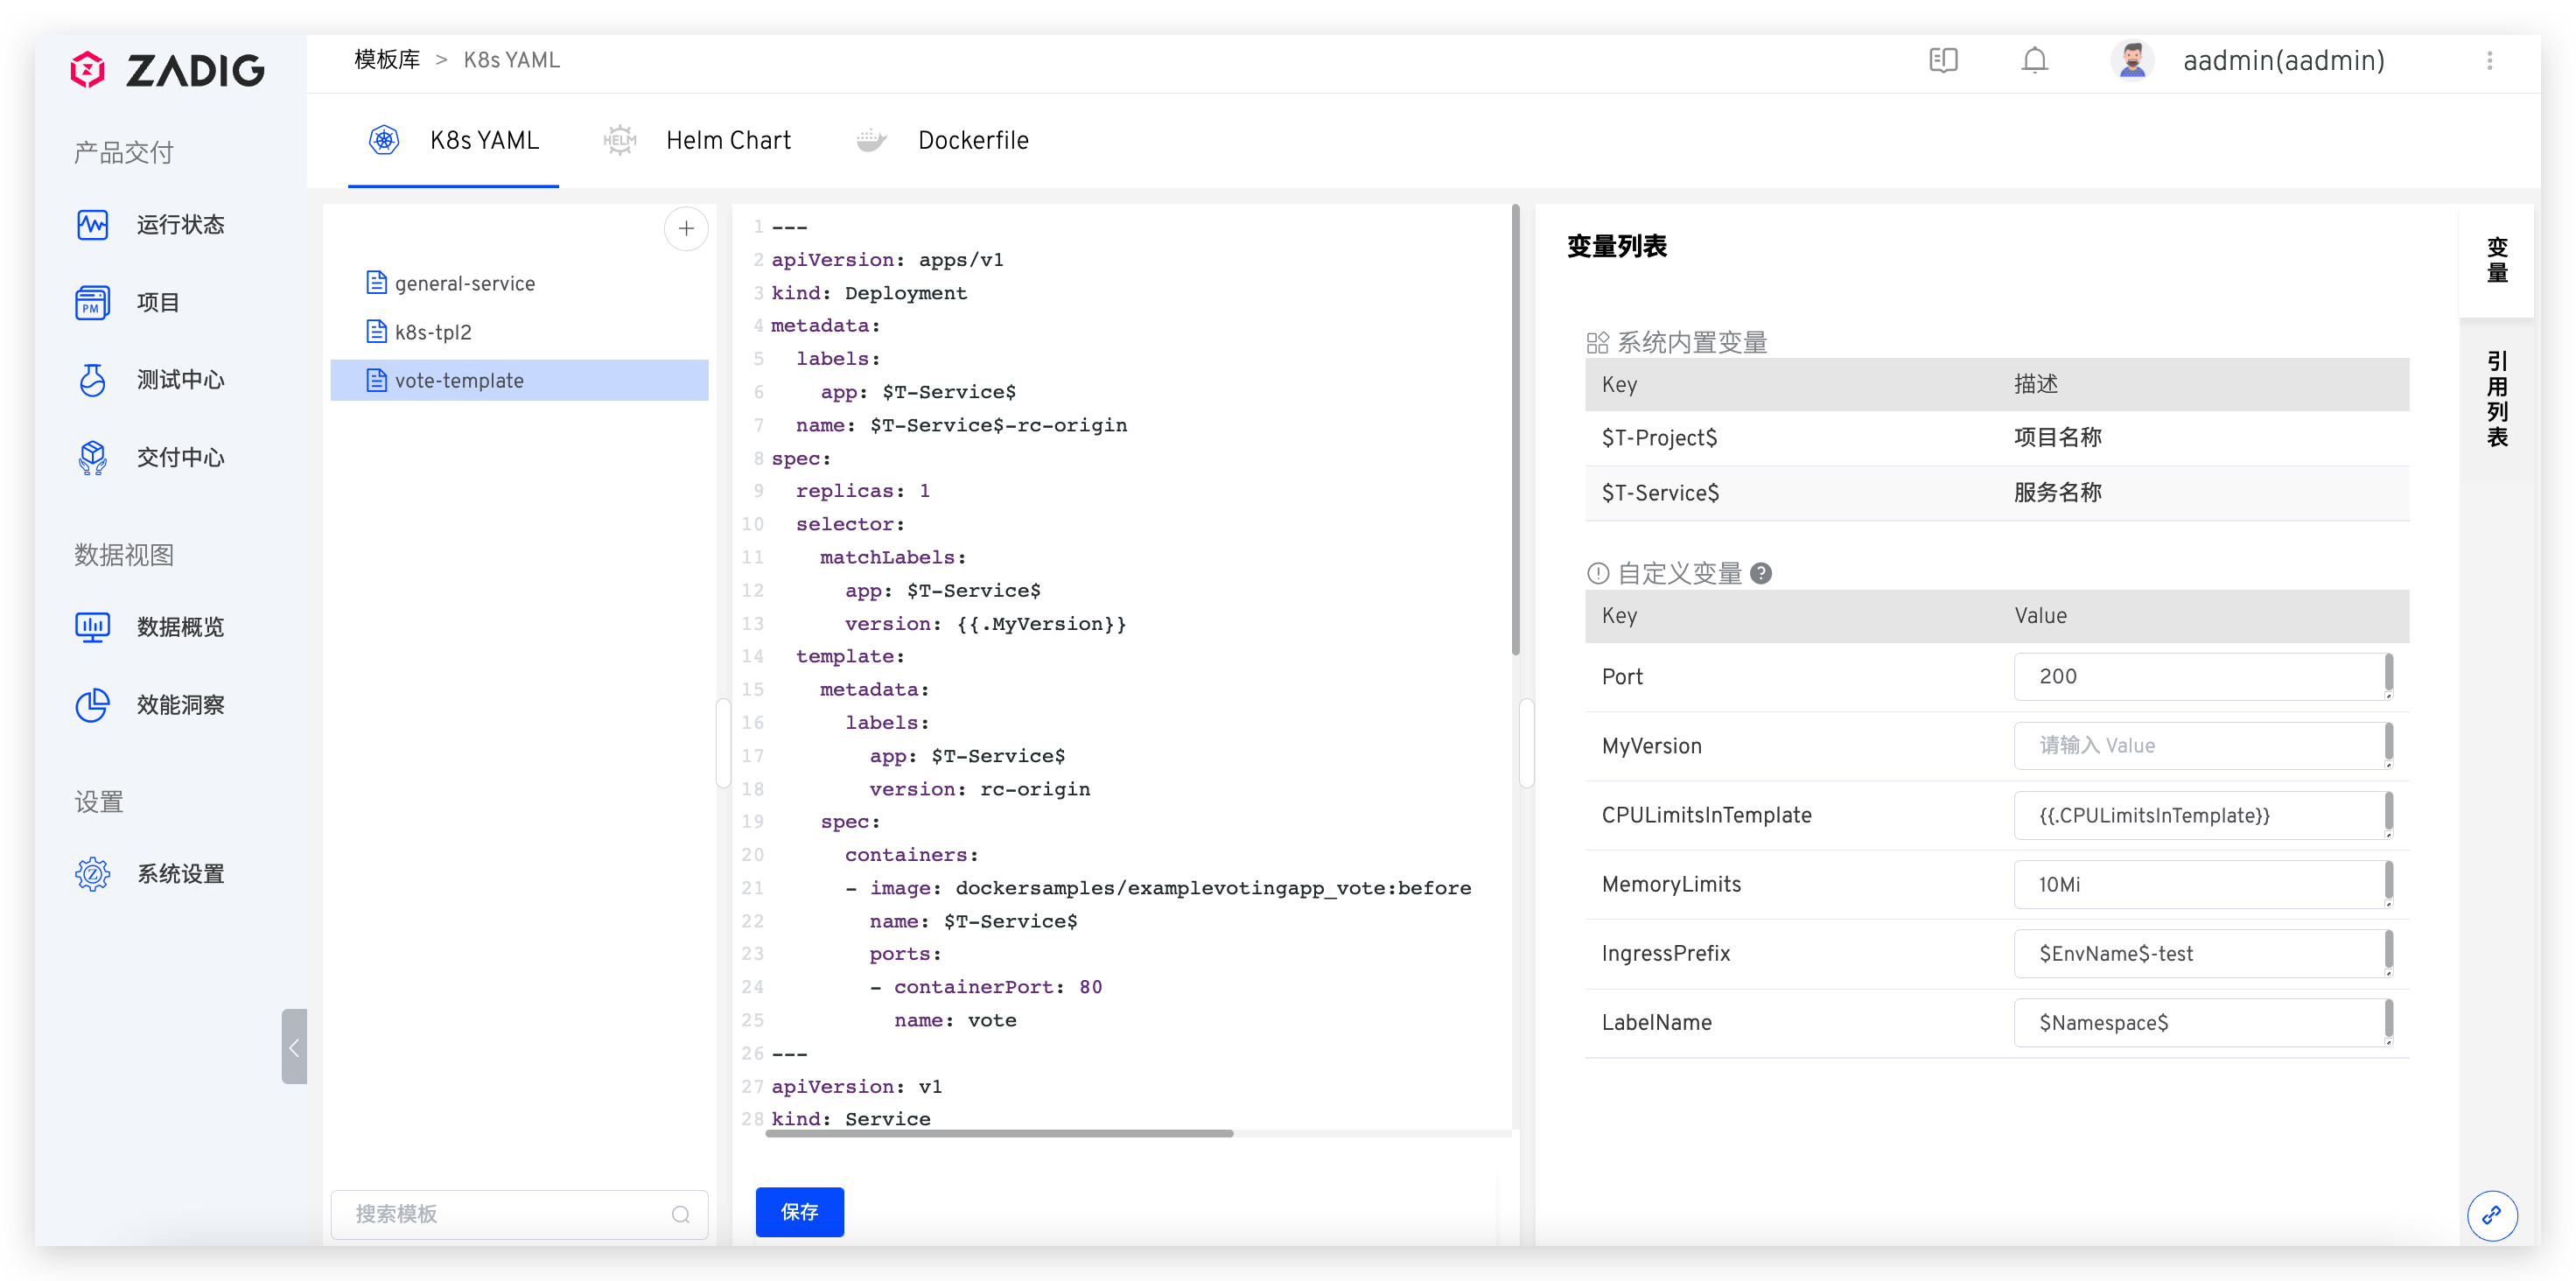 ZADIG
产品交付
运行状态
PM
项目
测试中心
交付中心
数据视图
数据概览
效能洞察
设置
系统设置
模板库 > K8s YAML
aadmin(aadmin)
K8s YAML
HELM
Helm Chart
Dockerfile
general-service
k8s-tpl2
vote-template
搜索模板
1 ---
2 apiVersion: apps/v1
3 kind: Deployment
4 metadata:
5   labels:
6     app: $T-Service$
7   name: $T-Service$-rc-origin
8 spec:
9   replicas: 1
10   selector:
11     matchLabels:
12       app: $T-Service$
13       version: {{.MyVersion}}
14   template:
15     metadata:
16       labels:
17         app: $T-Service$
18         version: rc-origin
19     spec:
20       containers:
21       - image: dockersamples/examplevotingapp_vote:before
22         name: $T-Service$
23         ports:
24         - containerPort: 80
25           name: vote
26 ---
27 apiVersion: v1
28 kind: Service
保存
变量列表
系统内置变量
Key 描述
$T-Project$ 项目名称
$T-Service$ 服务名称
自定义变量
Key Value
Port 200
MyVersion 请输入 Value
CPULimitsInTemplate {{.CPULimitsInTemplate}}
MemoryLimits 10Mi
IngressPrefix $EnvName$-test
LabelName $Namespace$
变量
引用列表